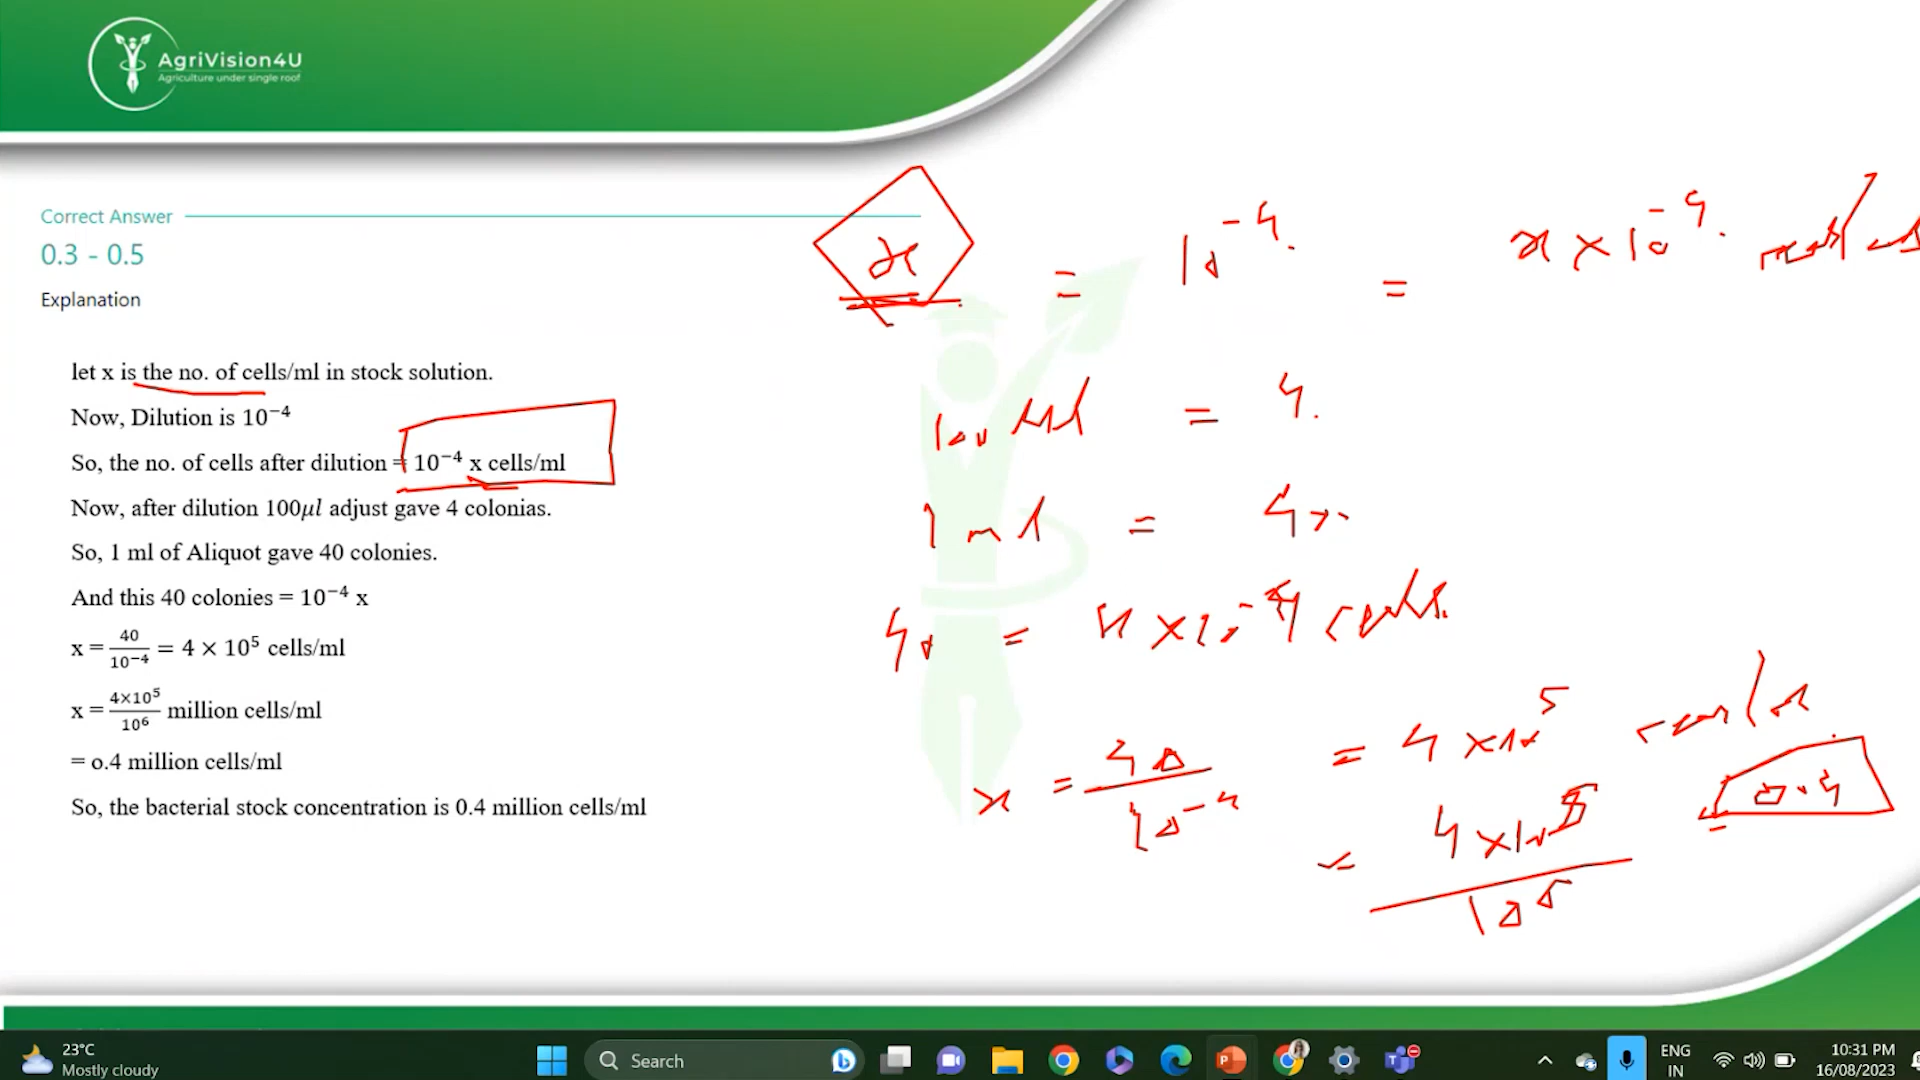 AgriVision4U
Agriculture under single roof
Correct Answer
0.3 - 0.5
Explanation
let x is the no. of cells/ml in stock solution.
Now, Dilution is 10⁻⁴
So, the no. of cells after dilution = 10⁻⁴ x cells/ml
Now, after dilution 100μl adjust gave 4 colonias.
So, 1 ml of Aliquot gave 40 colonies.
And this 40 colonies = 10⁻⁴ x
x = 40/10⁻⁴ = 4 × 10⁵ cells/ml
x = 4×10⁵/10⁶ million cells/ml
= 0.4 million cells/ml
So, the bacterial stock concentration is 0.4 million cells/ml
x = 10⁻⁴ = x × 10⁻⁴
100 μl = 4
1 ml = 40
40 = x × 10⁻⁴ cells
x = 40/10⁻⁴ = 4 × 10⁵
= 4 × 10⁵/10⁶
0.4
23°C
Mostly cloudy
Search
ENG
IN
10:31 PM
16/08/2023